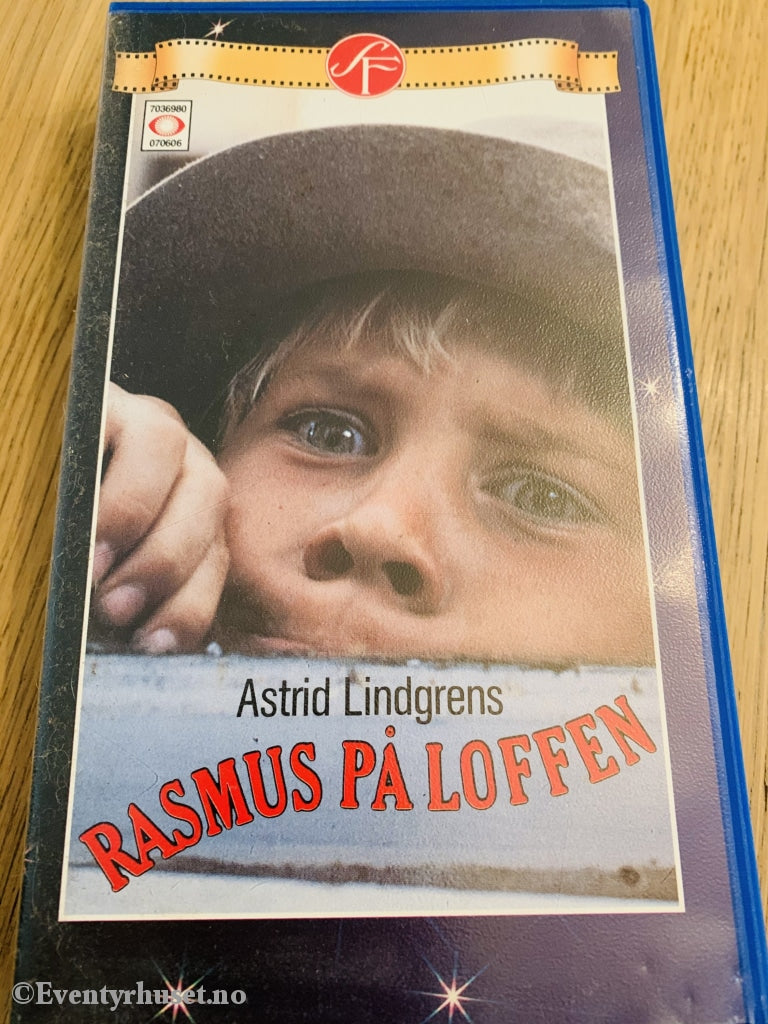 SF
7036980
070606
Astrid Lindgrens
RASMUS PÅ LOFFEN
©Eventyrhuset.no